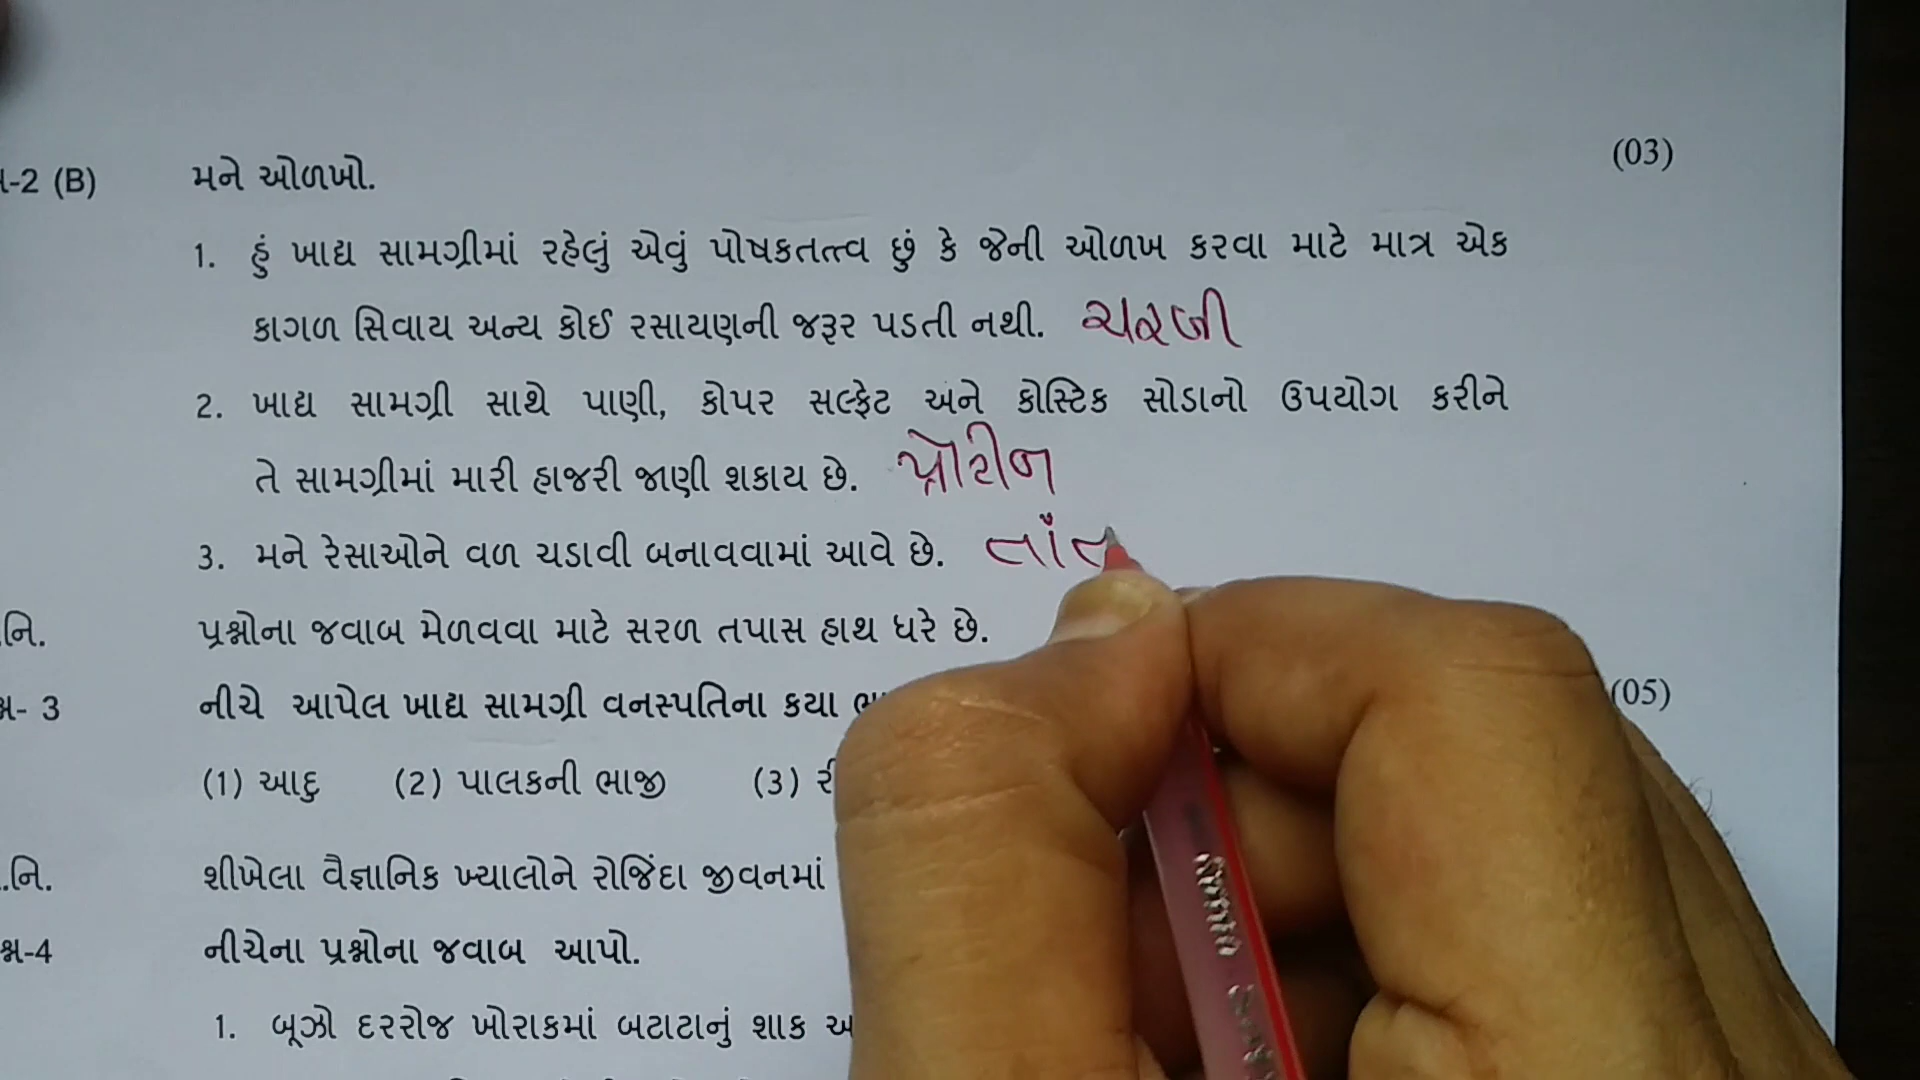 -2 (B) મને ઓળખો. (03)
1. હું ખાદ્ય સામગ્રીમાં રહેલું એવું પોષકતત્ત્વ છું કે જેની ઓળખ કરવા માટે માત્ર એક
કાગળ સિવાય અન્ય કોઈ રસાયણની જરૂર પડતી નથી. ચરબી
2. ખાદ્ય સામગ્રી સાથે પાણી, કોપર સલ્ફેટ અને કોસ્ટિક સોડાનો ઉપયોગ કરીને
તે સામગ્રીમાં મારી હાજરી જાણી શકાય છે. પ્રોટીન
3. મને રેસાઓને વળ ચડાવી બનાવવામાં આવે છે. તાંત
.નિ. પ્રશ્નોના જવાબ મેળવવા માટે સરળ તપાસ હાથ ધરે છે.
- 3 નીચે આપેલ ખાદ્ય સામગ્રી વનસ્પતિના કયા (05)
(1) આદુ (2) પાલકની ભાજી (3)
.નિ. શીખેલા વૈજ્ઞાનિક ખ્યાલોને રોજિંદા જીવનમાં
શ્ન-4 નીચેના પ્રશ્નોના જવાબ આપો.
1. બૂઝો દરરોજ ખોરાકમાં બટાટાનું શાક